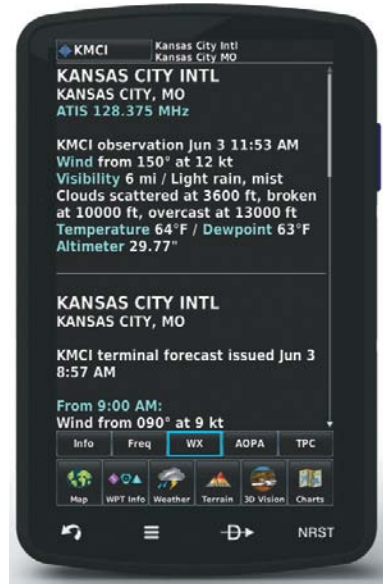 KMCI
Kansas City Intl
Kansas City MO
KANSAS CITY INTL
KANSAS CITY, MO
ATIS 128.375 MHz
KMCI observation Jun 3 11:53 AM
Wind from 150° at 12 kt
Visibility 6 mi / Light rain, mist
Clouds scattered at 3600 ft, broken
at 10000 ft, overcast at 13000 ft
Temperature 64°F / Dewpoint 63°F
Altimeter 29.77"
KANSAS CITY INTL
KANSAS CITY, MO
KMCI terminal forecast issued Jun 3
8:57 AM
From 9:00 AM:
Wind from 090° at 9 kt
Info Freq WX AOPA TPC
Map WPT Info Weather Terrain 3D Vision Charts
D NRST